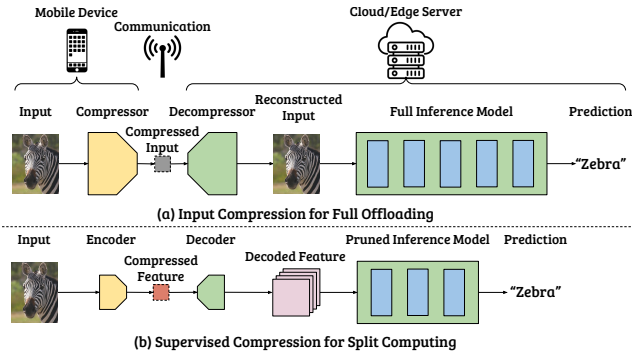 Mobile Device
Communication
Cloud/Edge Server
Input
Compressor
Compressed
Input
Decompressor
Reconstructed
Input
Full Inference Model
Prediction
“Zebra”
(a) Input Compression for Full Offloading
Input
Encoder
Compressed
Feature
Decoder
Decoded Feature
Pruned Inference Model
Prediction
“Zebra”
(b) Supervised Compression for Split Computing